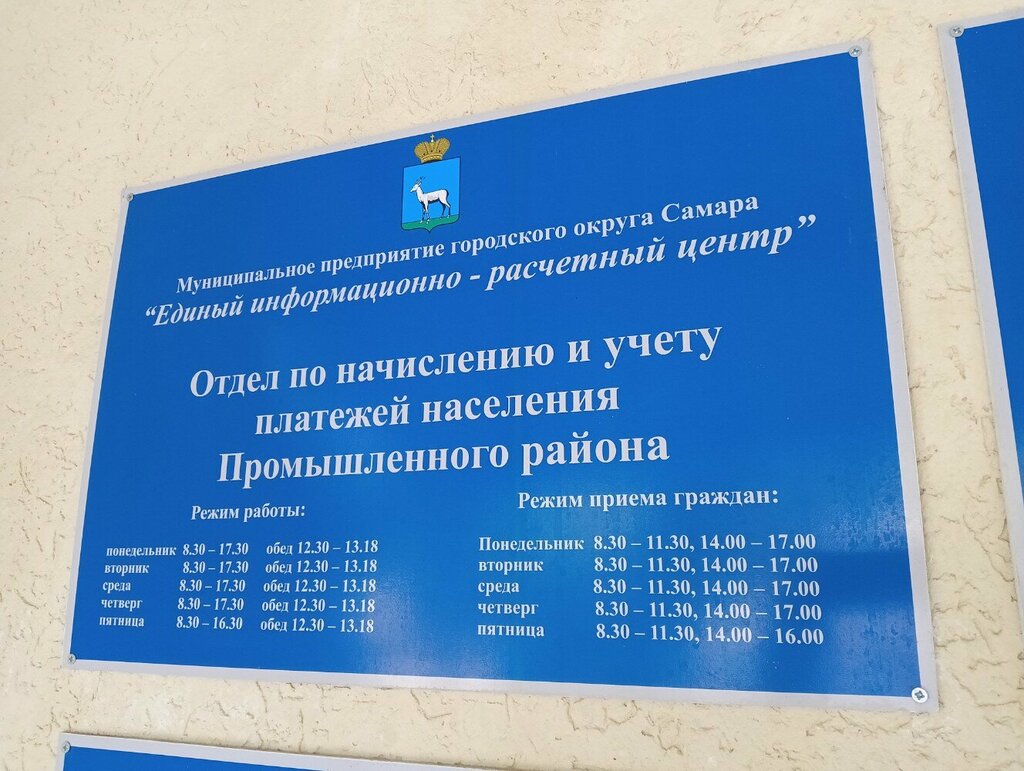 Муниципальное предприятие городского округа Самара
“Единый информационно - расчетный центр”
Отдел по начислению и учету
платежей населения
Промышленного района
Режим работы:
понедельник 8.30 – 17.30 обед 12.30 – 13.18
вторник 8.30 – 17.30 обед 12.30 – 13.18
среда 8.30 – 17.30 обед 12.30 – 13.18
четверг 8.30 – 17.30 обед 12.30 – 13.18
пятница 8.30 – 16.30 обед 12.30 – 13.18
Режим приема граждан:
Понедельник 8.30 – 11.30, 14.00 – 17.00
вторник 8.30 – 11.30, 14.00 – 17.00
среда 8.30 – 11.30, 14.00 – 17.00
четверг 8.30 – 11.30, 14.00 – 17.00
пятница 8.30 – 11.30, 14.00 – 16.00